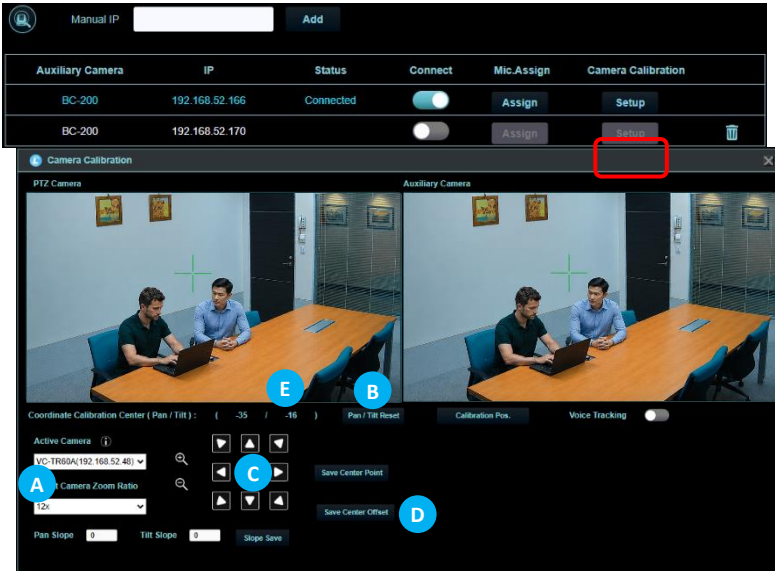 Manual IP Add
Auxiliary Camera IP Status Connect Mic.Assign Camera Calibration
BC-200 192.168.52.166 Connected Assign Setup
BC-200 192.168.52.170 Assign Setup
Camera Calibration
PTZ Camera Auxiliary Camera
E B
Coordinate Calibration Center ( Pan / Tilt ) : ( -35 / -16 ) Pan / Tilt Reset Calibration Pos. Voice Tracking
Active Camera
VC-TR60A(192.168.52.48)
A C Save Center Point
t Camera Zoom Ratio
12x Save Center Offset D
Pan Slope 0 Tilt Slope 0 Slope Save